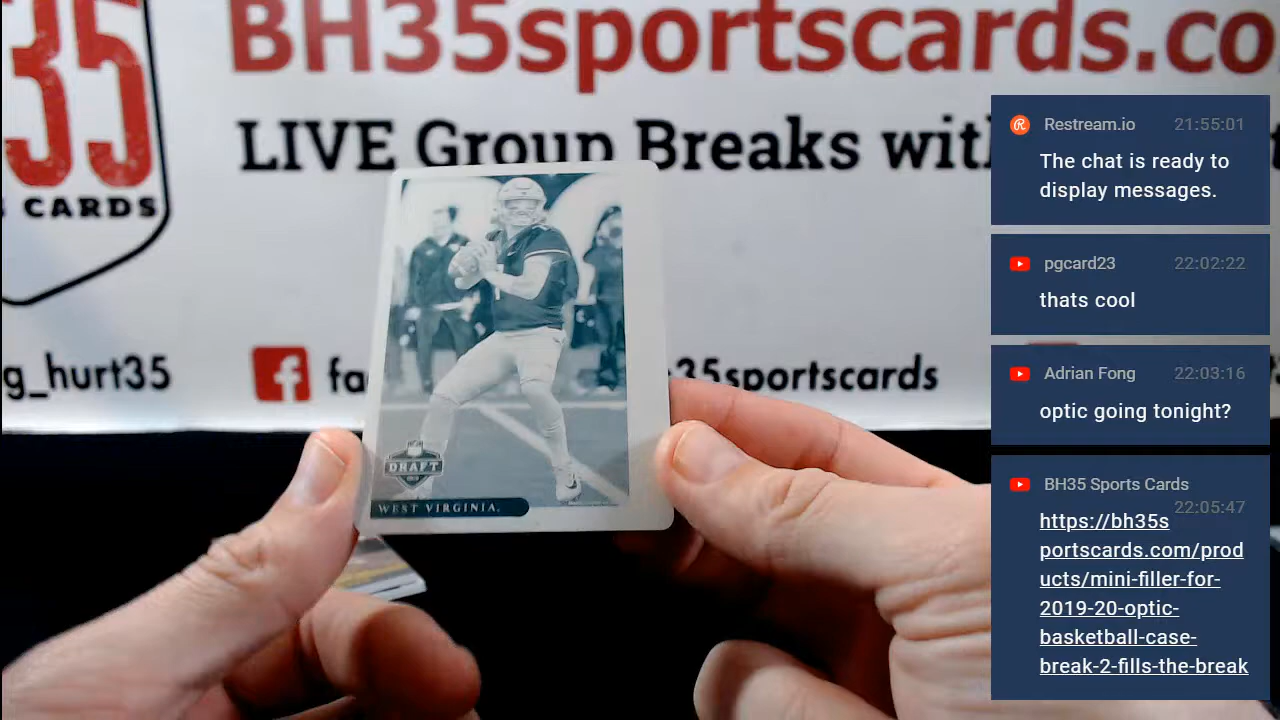 35
CARDS
BH35sportscards.co
LIVE Group Breaks wit
g_hurt35
fa
35sportscards
DRAFT
WEST VIRGINIA.
Restream.io 21:55:01
The chat is ready to
display messages.
pgcard23 22:02:22
thats cool
Adrian Fong 22:03:16
optic going tonight?
BH35 Sports Cards
22:05:47
https://bh35s
portscards.com/prod
ucts/mini-filler-for-
2019-20-optic-
basketball-case-
break-2-fills-the-break